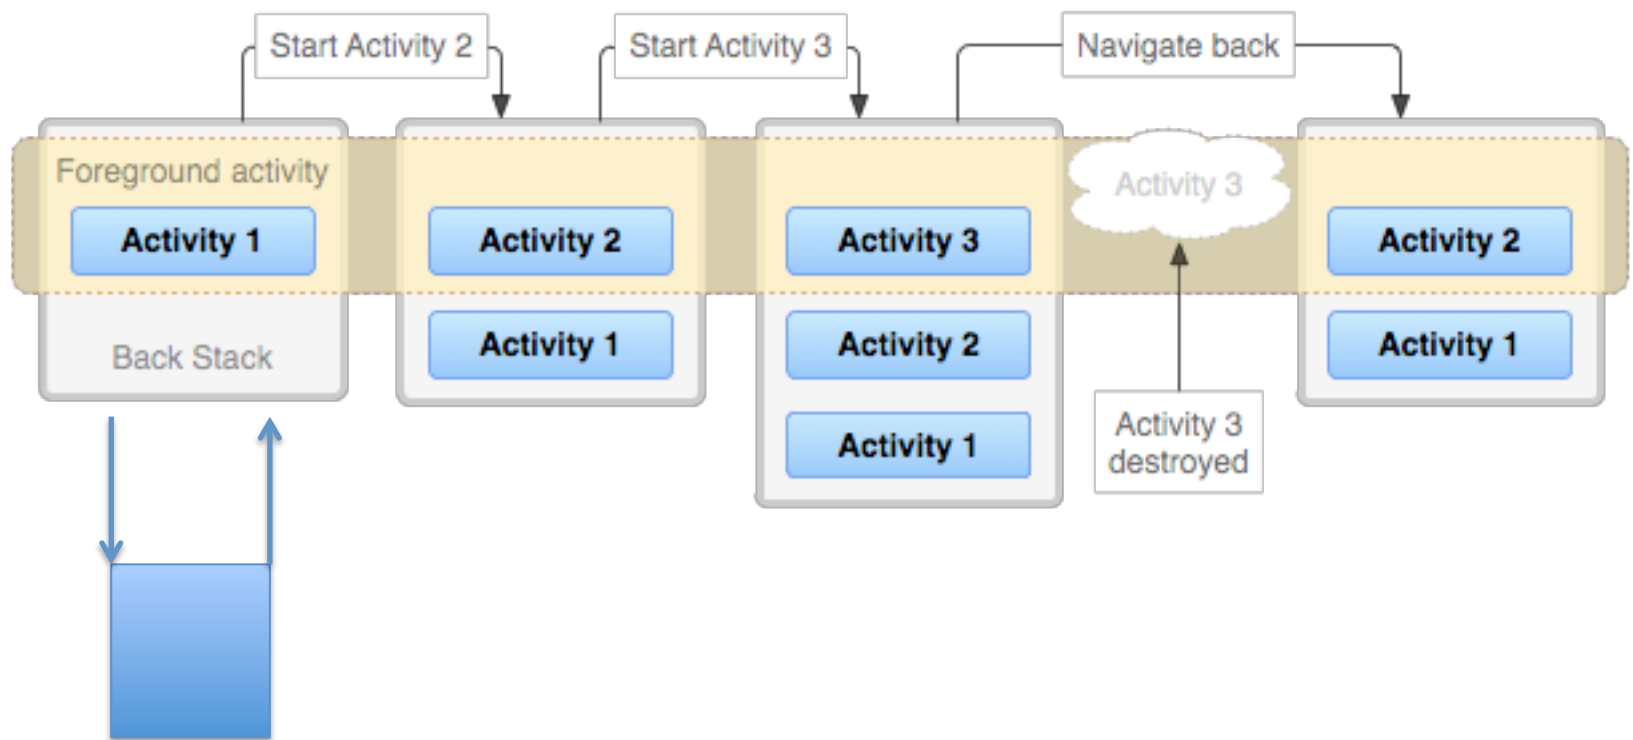 Start Activity 2
Start Activity 3
Navigate back
Foreground activity
Activity 1
Back Stack
Activity 2
Activity 1
Activity 3
Activity 2
Activity 1
Activity 3
Activity 3
destroyed
Activity 2
Activity 1